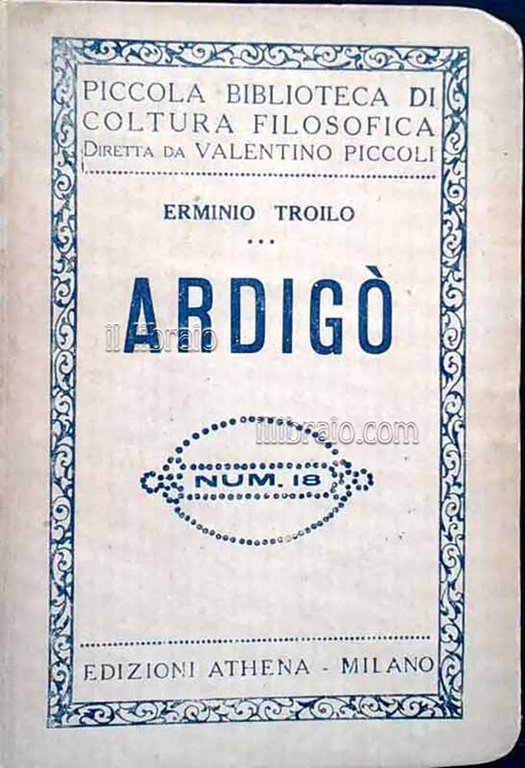 PICCOLA BIBLIOTECA DI
COLTURA FILOSOFICA
DIRETTA DA VALENTINO PICCOLI
ERMINIO TROILO
ARDIGÒ
il libraio
illibraio.com
NUM. 18
EDIZIONI ATHENA - MILANO